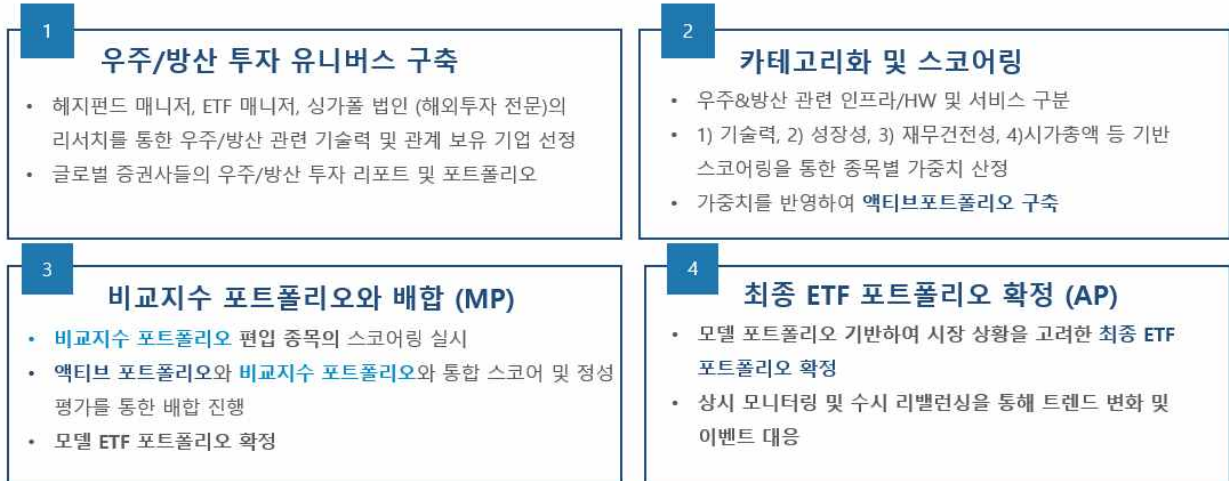 1
우주/방산 투자 유니버스 구축
• 헤지펀드 매니저, ETF 매니저, 싱가폴 법인 (해외투자 전문)의
리서치를 통한 우주/방산 관련 기술력 및 관계 보유 기업 선정
• 글로벌 증권사들의 우주/방산 투자 리포트 및 포트폴리오
2
카테고리화 및 스코어링
• 우주&방산 관련 인프라/HW 및 서비스 구분
• 1) 기술력, 2) 성장성, 3) 재무건전성, 4)시가총액 등 기반
스코어링을 통한 종목별 가중치 산정
• 가중치를 반영하여 액티브포트폴리오 구축
3
비교지수 포트폴리오와 배합 (MP)
• 비교지수 포트폴리오 편입 종목의 스코어링 실시
• 액티브 포트폴리오와 비교지수 포트폴리오와 통합 스코어 및 정성
평가를 통한 배합 진행
• 모델 ETF 포트폴리오 확정
4
최종 ETF 포트폴리오 확정 (AP)
• 모델 포트폴리오 기반하여 시장 상황을 고려한 최종 ETF
포트폴리오 확정
• 상시 모니터링 및 수시 리밸런싱을 통해 트렌드 변화 및
이벤트 대응